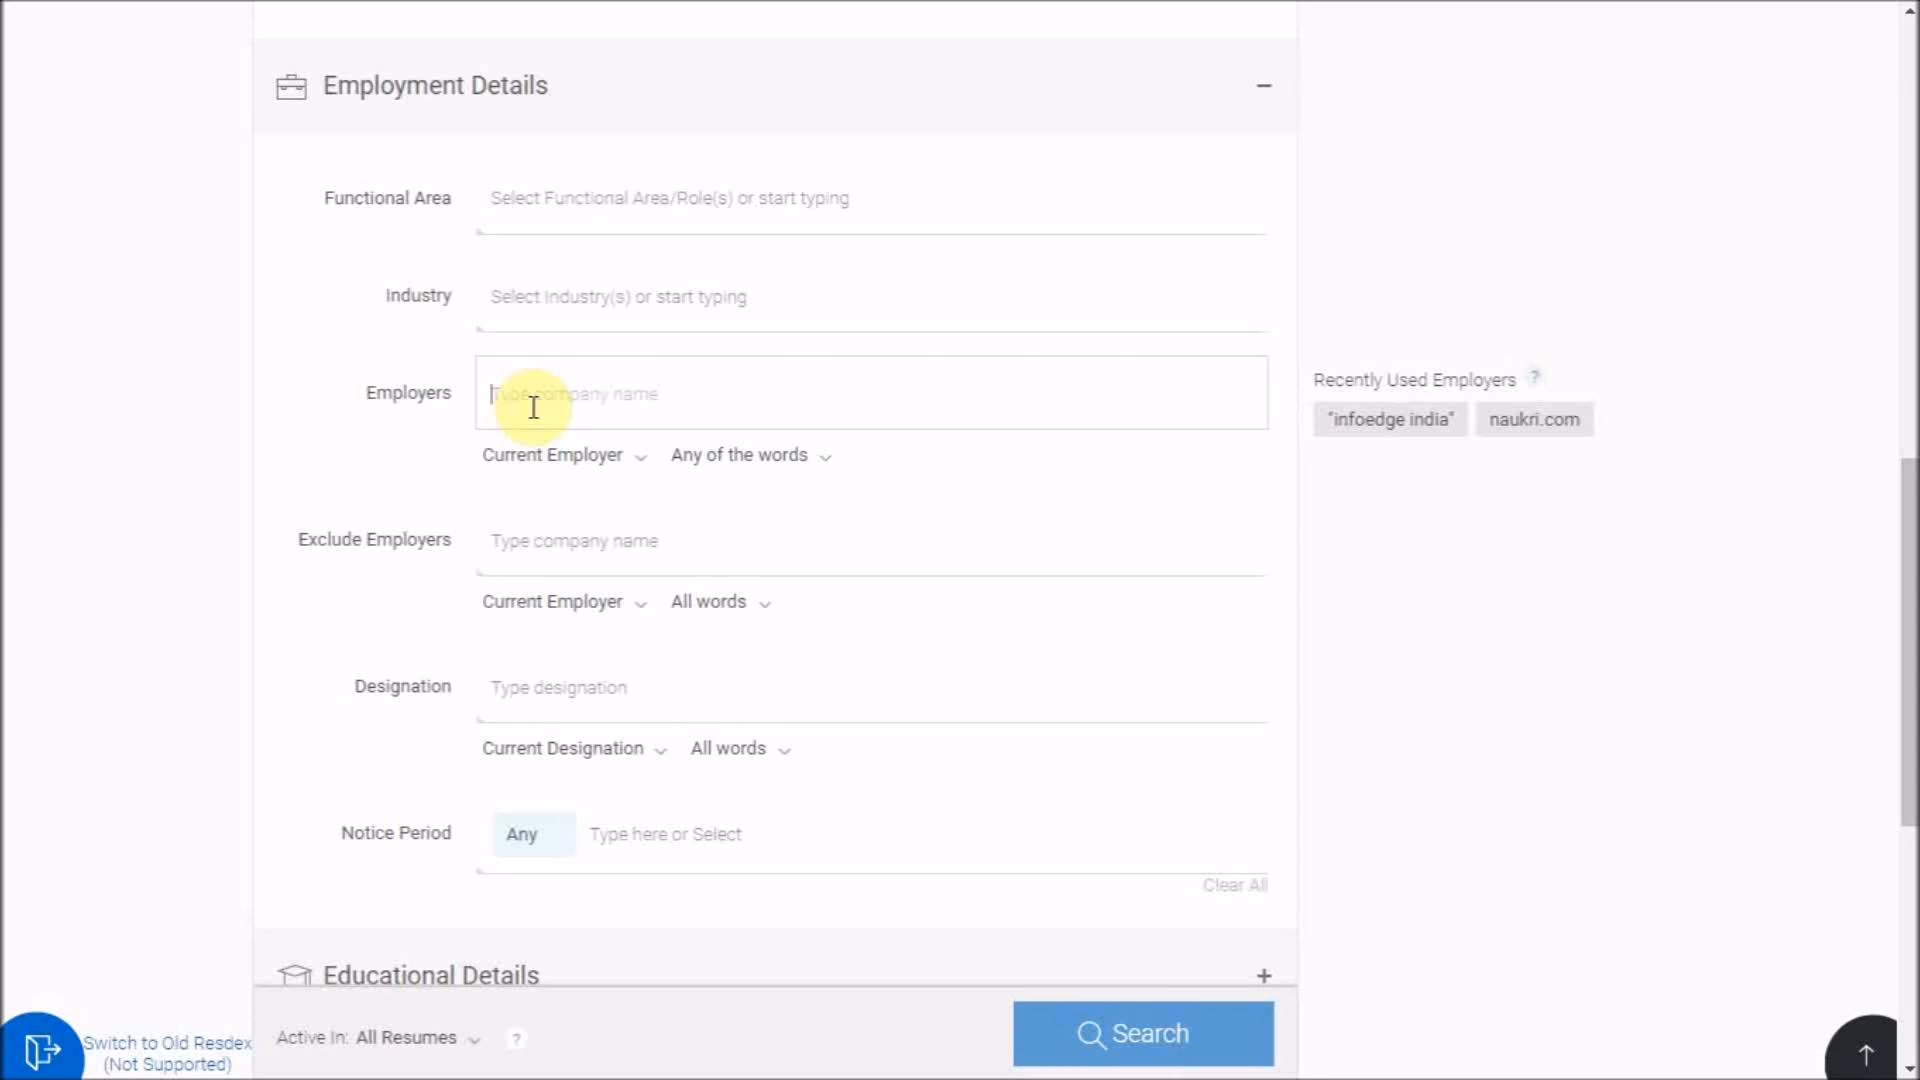 Employment Details
Functional Area Select Functional Area/Role(s) or start typing
Industry Select Industry(s) or start typing
Employers Type company name
Recently Used Employers ?
"infoedge india" naukri.com
Current Employer Any of the words
Exclude Employers Type company name
Current Employer All words
Designation Type designation
Current Designation All words
Notice Period Any Type here or Select
Clear All
Educational Details
Active In: All Resumes ?
Search
Switch to Old Resdex
(Not Supported)